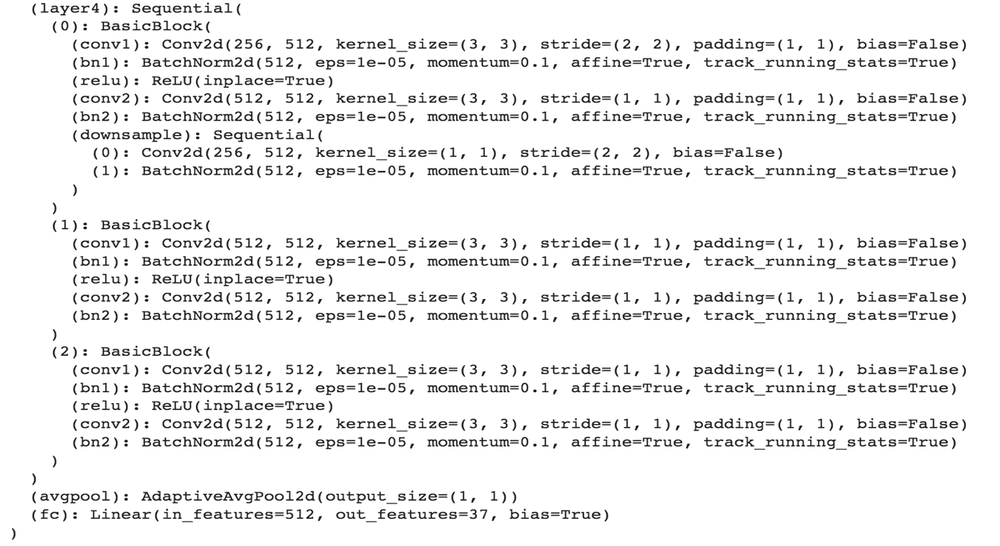 (layer4): Sequential(
(0): BasicBlock(
(conv1): Conv2d(256, 512, kernel_size=(3, 3), stride=(2, 2), padding=(1, 1), bias=False)
(bn1): BatchNorm2d(512, eps=1e-05, momentum=0.1, affine=True, track_running_stats=True)
(relu): ReLU(inplace=True)
(conv2): Conv2d(512, 512, kernel_size=(3, 3), stride=(1, 1), padding=(1, 1), bias=False)
(bn2): BatchNorm2d(512, eps=1e-05, momentum=0.1, affine=True, track_running_stats=True)
(downsample): Sequential(
(0): Conv2d(256, 512, kernel_size=(1, 1), stride=(2, 2), bias=False)
(1): BatchNorm2d(512, eps=1e-05, momentum=0.1, affine=True, track_running_stats=True)
)
)
(1): BasicBlock(
(conv1): Conv2d(512, 512, kernel_size=(3, 3), stride=(1, 1), padding=(1, 1), bias=False)
(bn1): BatchNorm2d(512, eps=1e-05, momentum=0.1, affine=True, track_running_stats=True)
(relu): ReLU(inplace=True)
(conv2): Conv2d(512, 512, kernel_size=(3, 3), stride=(1, 1), padding=(1, 1), bias=False)
(bn2): BatchNorm2d(512, eps=1e-05, momentum=0.1, affine=True, track_running_stats=True)
)
(2): BasicBlock(
(conv1): Conv2d(512, 512, kernel_size=(3, 3), stride=(1, 1), padding=(1, 1), bias=False)
(bn1): BatchNorm2d(512, eps=1e-05, momentum=0.1, affine=True, track_running_stats=True)
(relu): ReLU(inplace=True)
(conv2): Conv2d(512, 512, kernel_size=(3, 3), stride=(1, 1), padding=(1, 1), bias=False)
(bn2): BatchNorm2d(512, eps=1e-05, momentum=0.1, affine=True, track_running_stats=True)
)
)
(avgpool): AdaptiveAvgPool2d(output_size=(1, 1))
(fc): Linear(in_features=512, out_features=37, bias=True)
)